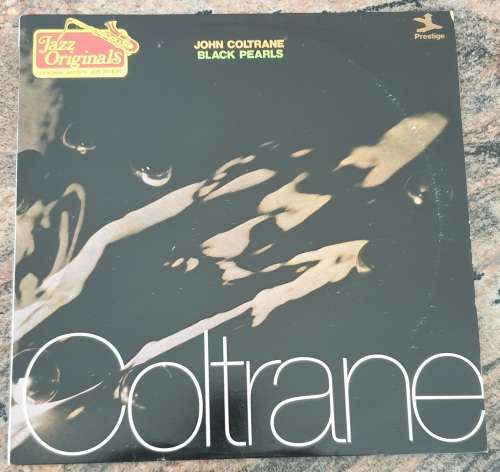 Jazz
Originals
JOHN COLTRANE
BLACK PEARLS
Prestige
Coltrane